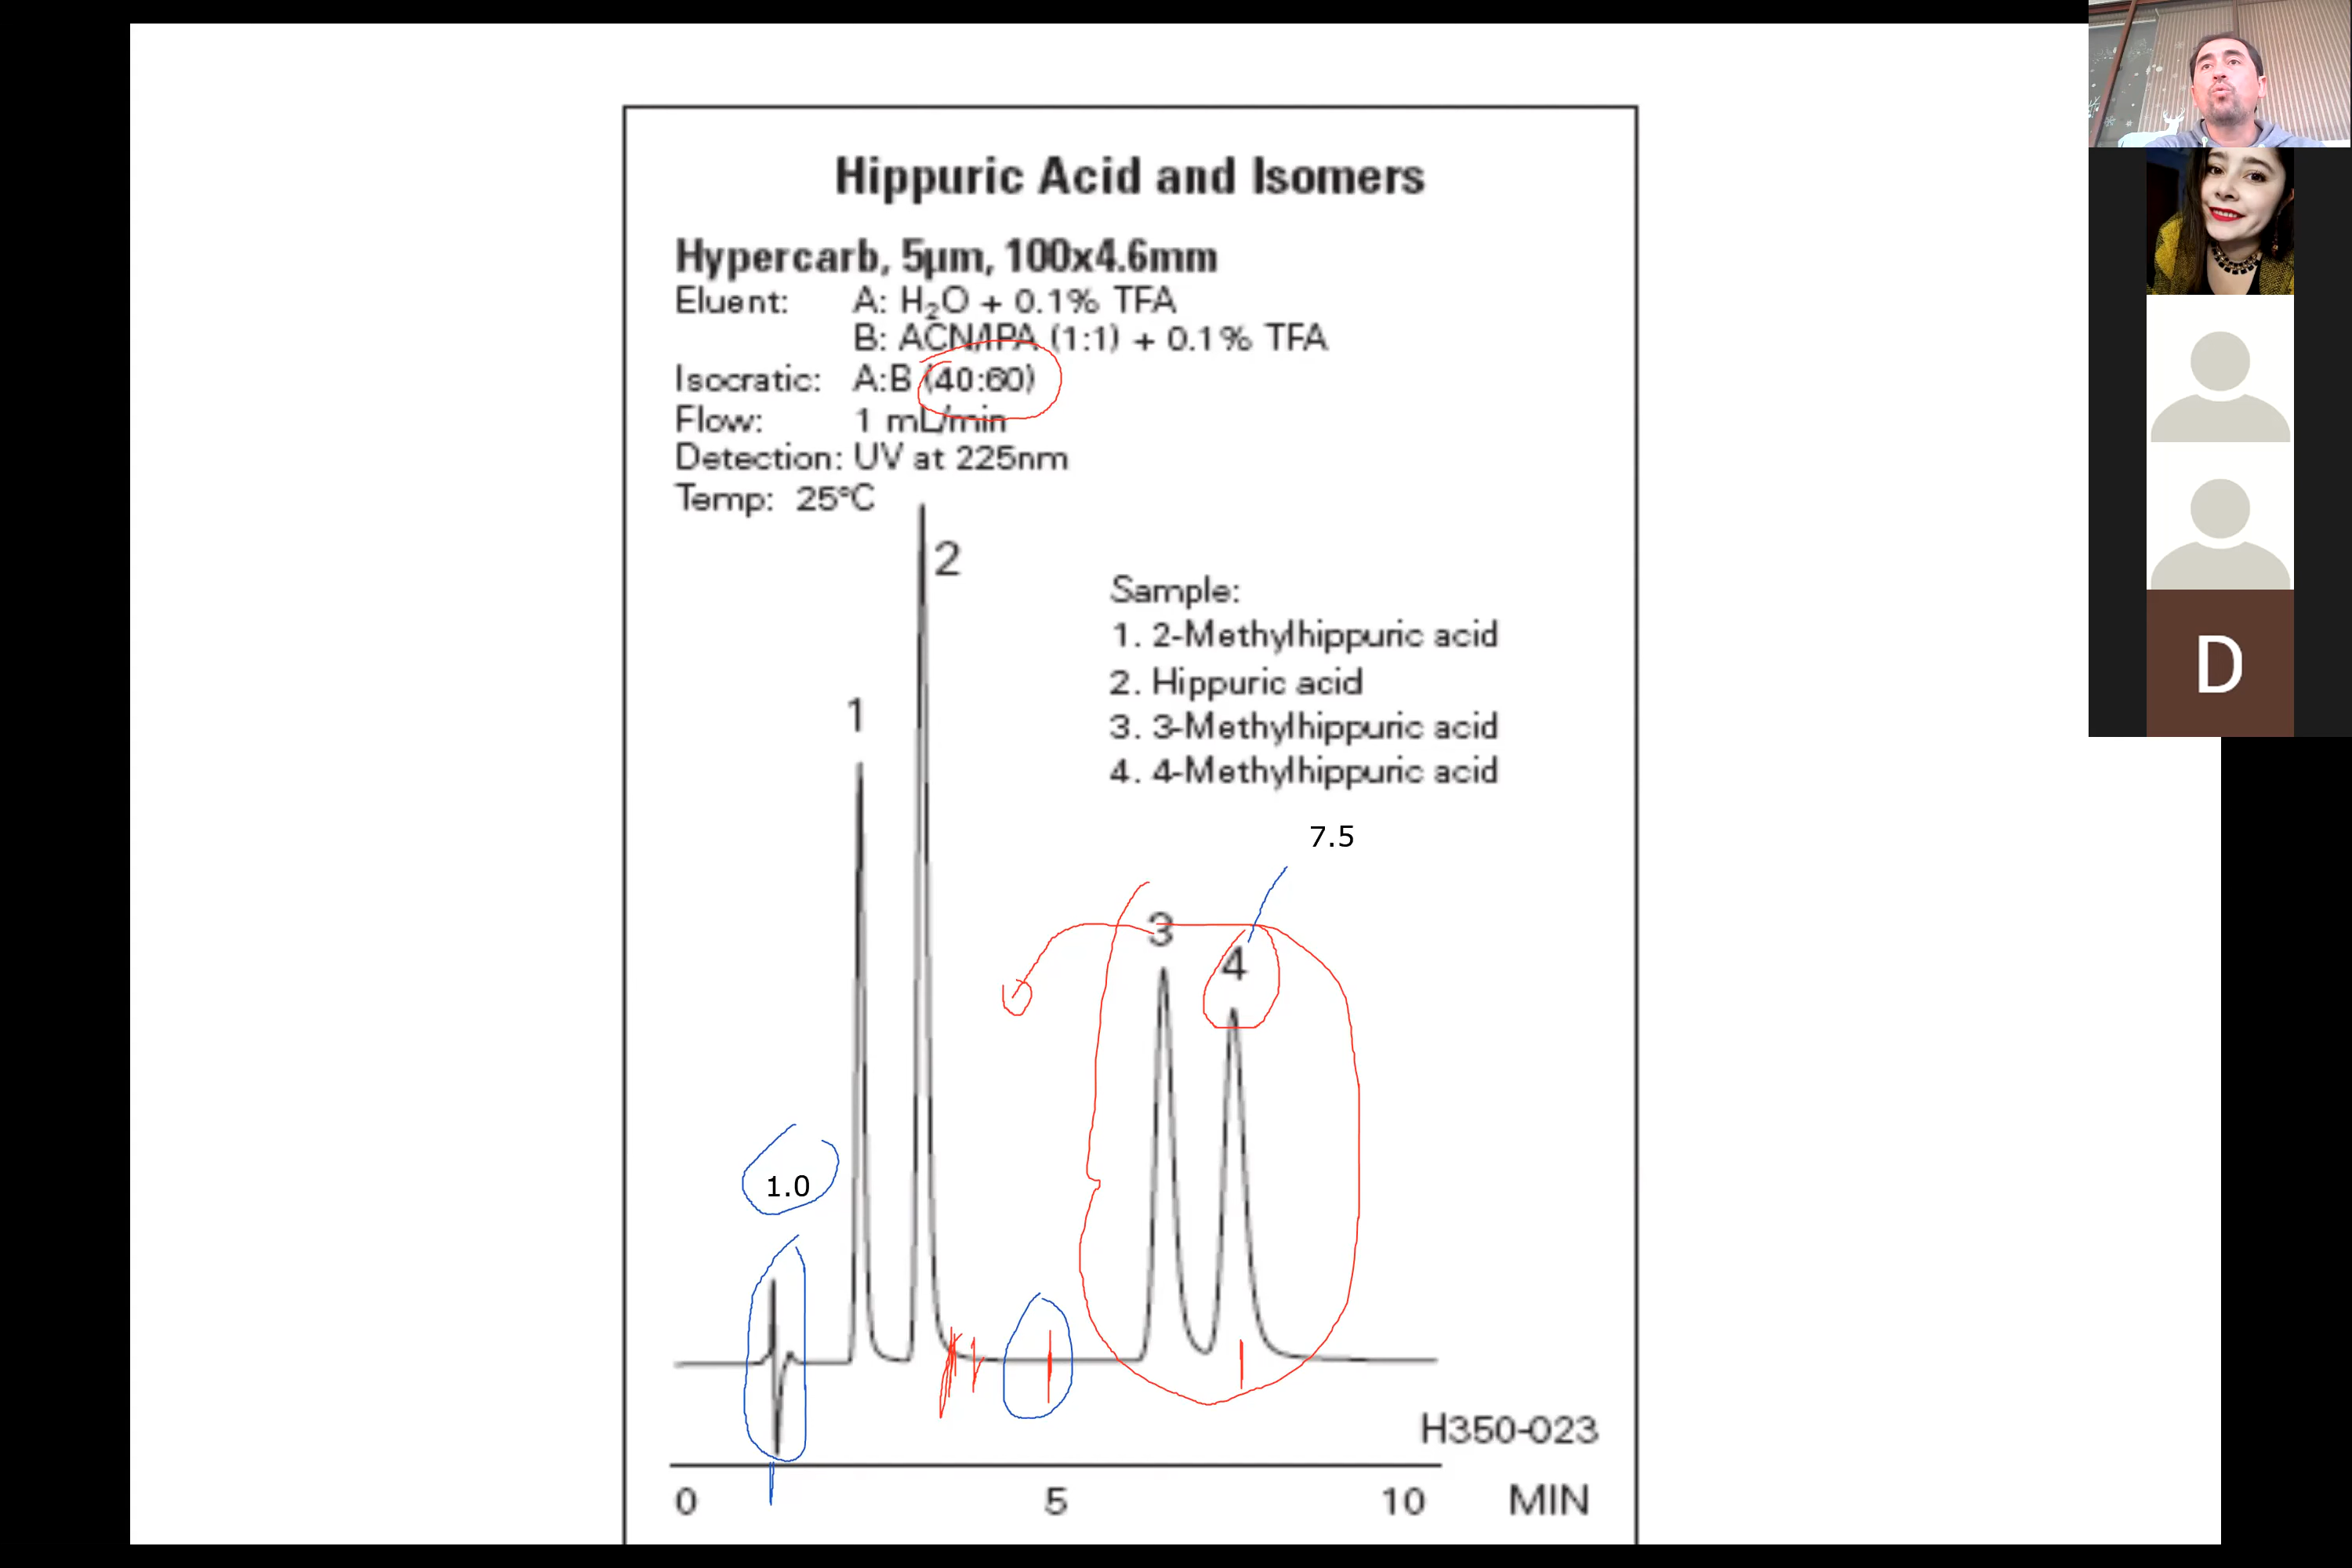 Hippuric Acid and Isomers
Hypercarb, 5µm, 100x4.6mm
Eluent: A: H₂O + 0.1% TFA
B: ACN/IPA (1:1) + 0.1% TFA
Isocratic: A:B (40:60)
Flow: 1 mL/min
Detection: UV at 225nm
Temp: 25°C
2
Sample:
1. 2-Methylhippuric acid
2. Hippuric acid
3. 3-Methylhippuric acid
4. 4-Methylhippuric acid
D
1
7.5
3
4
1.0
H350-023
0 5 10 MIN